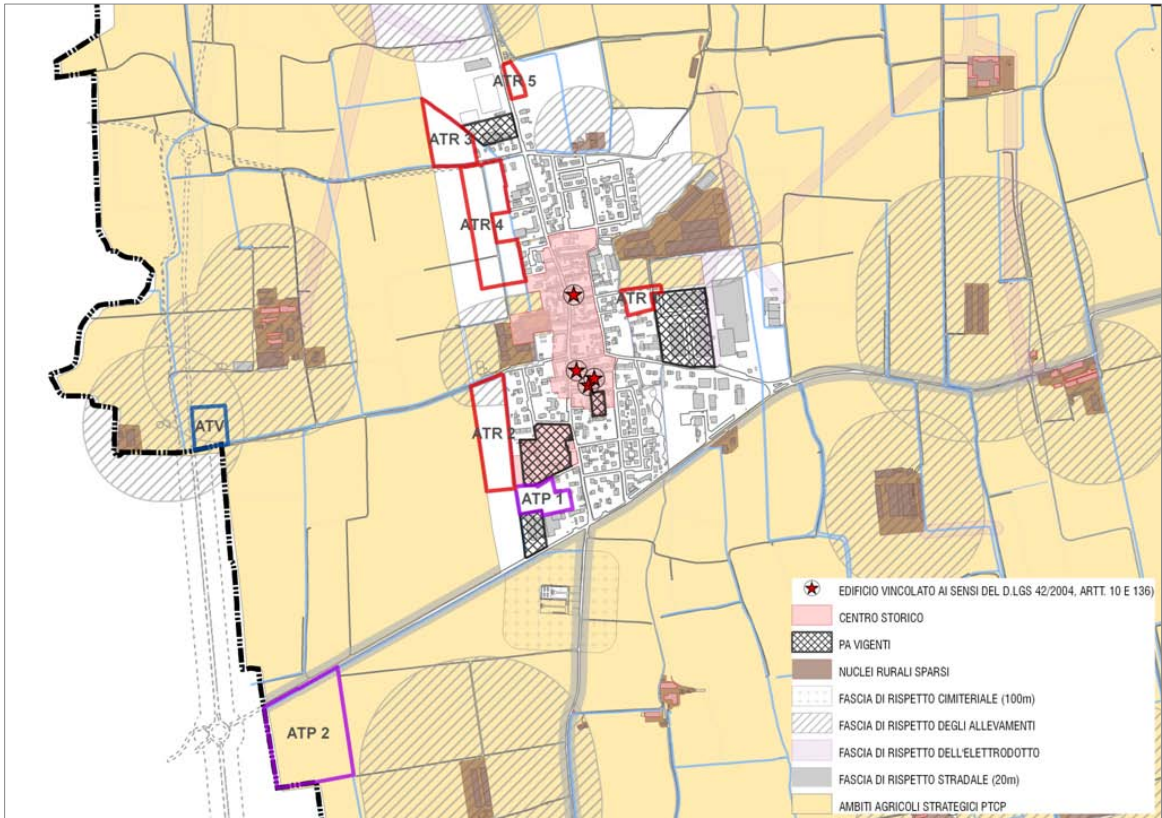 ATR 5
ATR 3
ATR 4
ATR
ATR 2
ATV
ATP 1
ATP 2
EDIFICIO VINCOLATO AI SENSI DEL D.LGS 42/2004, ARTT. 10 E 136)
CENTRO STORICO
PA VIGENTI
NUCLEI RURALI SPARSI
FASCIA DI RISPETTO CIMITERIALE (100m)
FASCIA DI RISPETTO DEGLI ALLEVAMENTI
FASCIA DI RISPETTO DELL'ELETTRODOTTO
FASCIA DI RISPETTO STRADALE (20m)
AMBITI AGRICOLI STRATEGICI PTCP